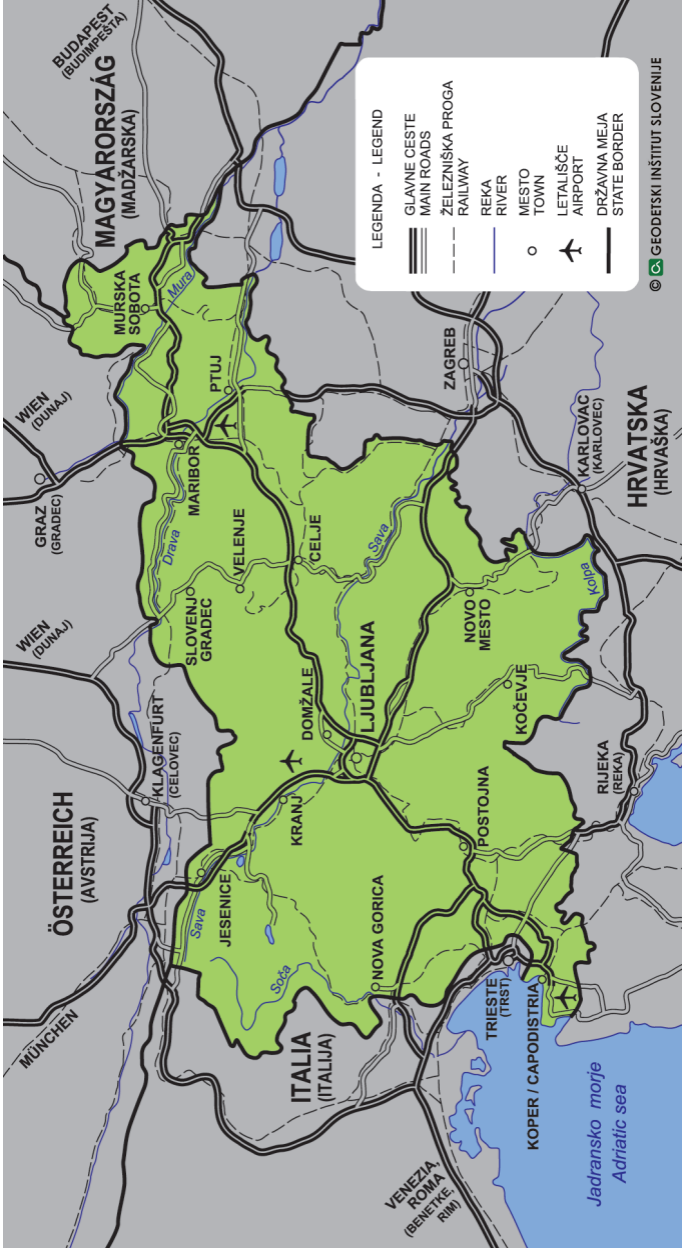 MÜNCHEN
ÖSTERREICH
(AVSTRIJA)
WIEN
(DUNAJ)
KLAGENFURT
(CELOVEC)
GRAZ
(GRADEC)
WIEN
(DUNAJ)
MAGYARORSZÁG
(MADŽARSKA)
BUDAPEST
(BUDIMPEŠTA)
MURSKA
SOBOTA
Mura
PTUJ
MARIBOR
Drava
SLOVENJ
GRADEC
VELENJE
CELJE
Sava
Sava
JESENICE
KRANJ
DOMŽALE
LJUBLJANA
Soča
NOVA GORICA
ITALIA
(ITALIJA)
VENEZIA,
ROMA
(BENETKE,
RIM)
TRIESTE
(TRST)
KOPER / CAPODISTRIA
POSTOJNA
KOČEVJE
NOVO
MESTO
Kolpa
RIJEKA
(REKA)
ZAGREB
KARLOVAC
(KARLOVEC)
HRVATSKA
(HRVAŠKA)
Jadransko morje
Adriatic sea
LEGENDA - LEGEND
GLAVNE CESTE
MAIN ROADS
ŽELEZNIŠKA PROGA
RAILWAY
REKA
RIVER
MESTO
TOWN
LETALIŠČE
AIRPORT
DRŽAVNA MEJA
STATE BORDER
© GEODETSKI INŠTITUT SLOVENIJE